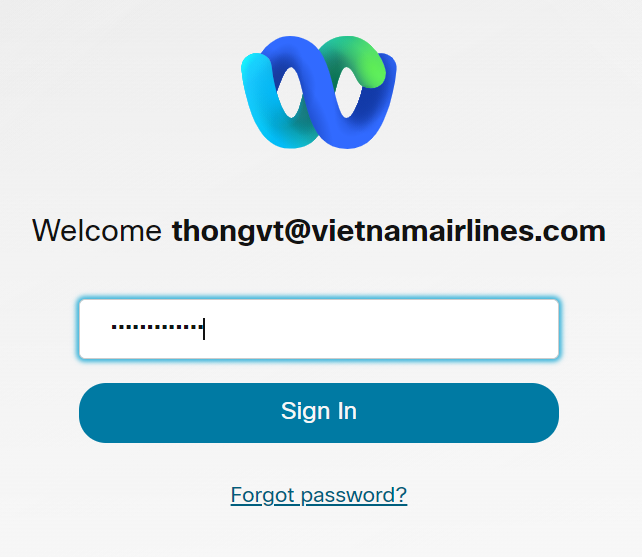 Welcome thongvt@vietnamairlines.com
•••••••••••••
Sign In
Forgot password?